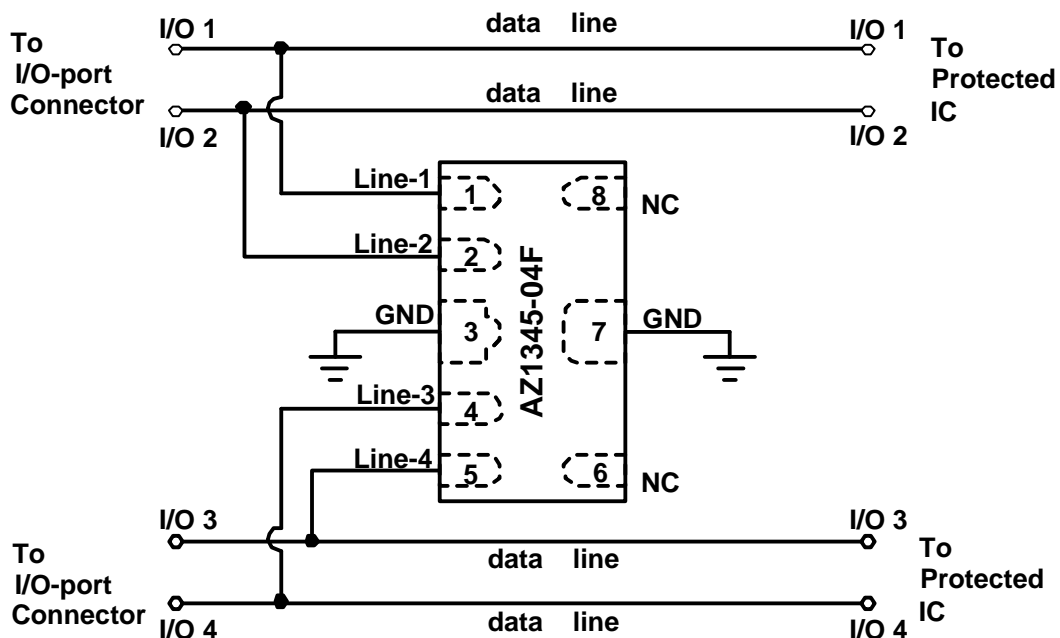 I/O 1
data line
I/O 1
To
I/O-port
Connector
To
Protected
IC
data line
I/O 2
I/O 2
Line-1
1
8
NC
Line-2
2
AZ1345-04F
GND
3
7
GND
Line-3
4
Line-4
5
6
NC
I/O 3
I/O 3
To
I/O-port
Connector
data line
To
Protected
IC
I/O 4
data line
I/O 4